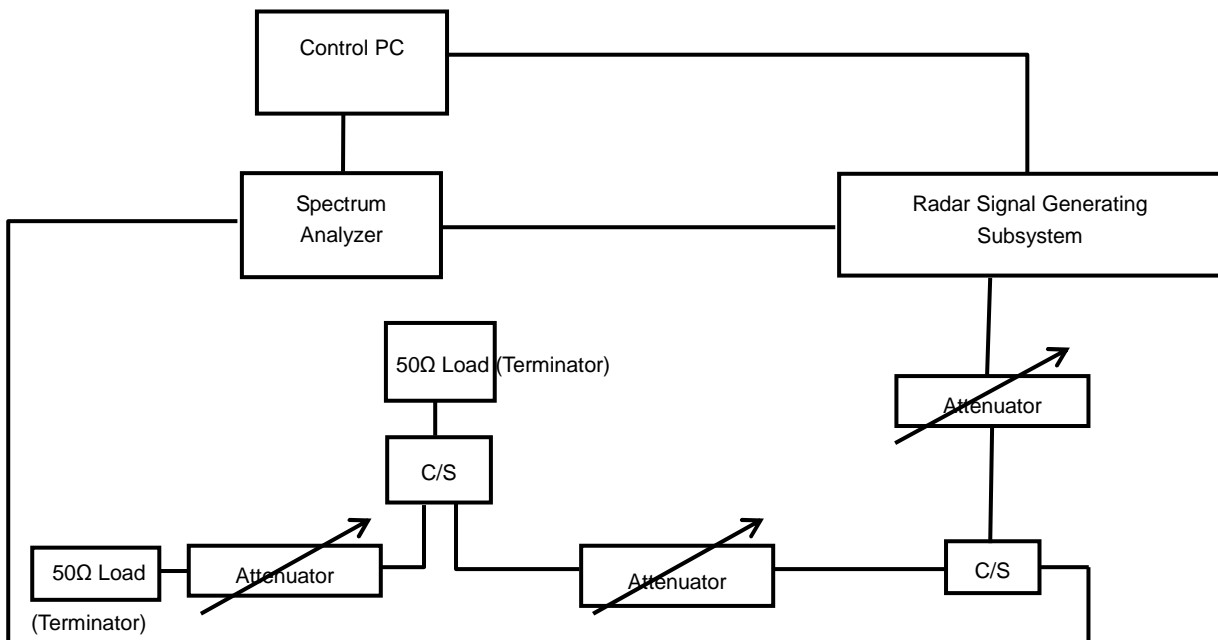 Control PC
Spectrum
Analyzer
Radar Signal Generating
Subsystem
50Ω Load (Terminator)
Attenuator
C/S
50Ω Load
(Terminator)
Attenuator
Attenuator
C/S